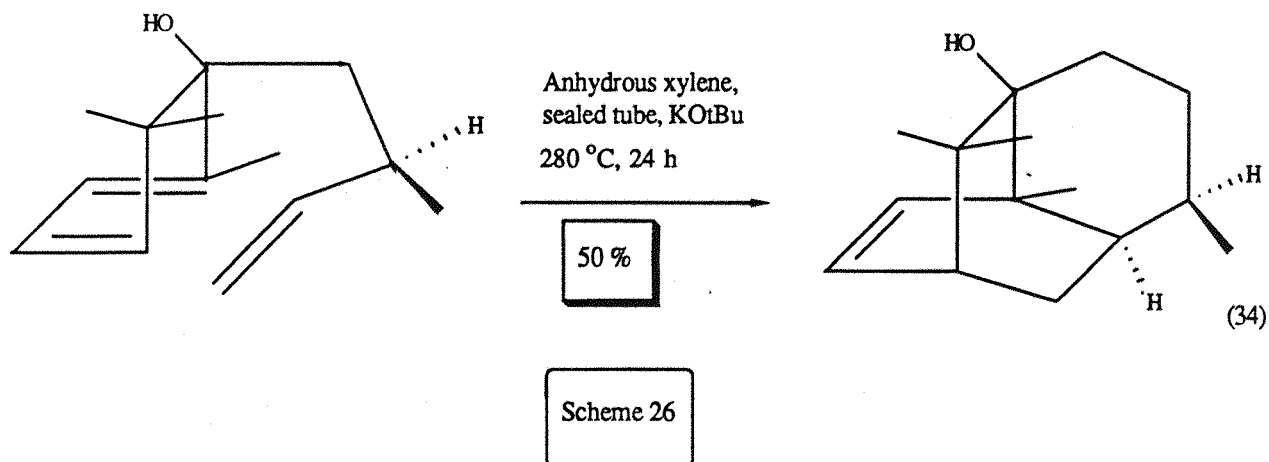 HO
H
Anhydrous xylene,
sealed tube, KOtBu
280 °C, 24 h
50 %
HO
H
H
(34)
Scheme 26